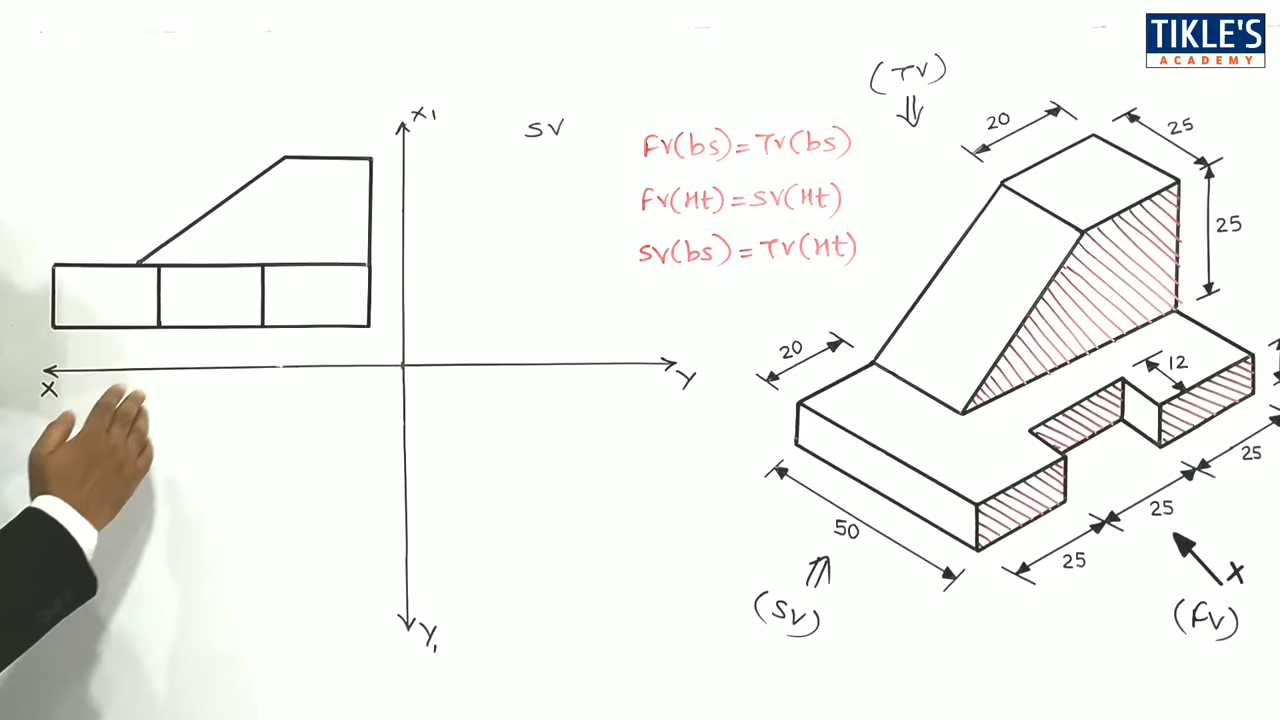 TIKLE'S
ACADEMY
(TV)
X1
SV
FV(bs)=TV(bs)
FV(Ht)=SV(Ht)
SV(bs)=TV(Ht)
20
25
25
20
12
X
Y
50
25
25
25
X
(SV)
(FV)
Y1